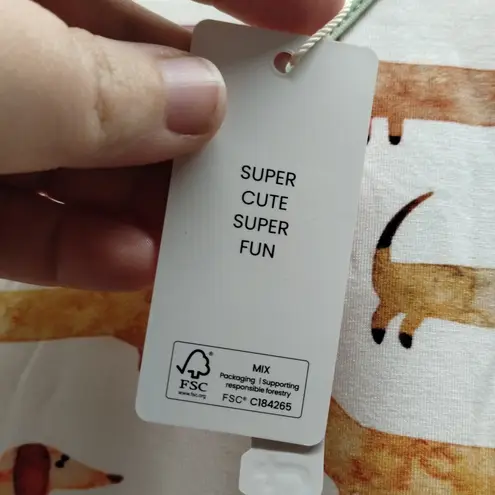 SUPER
CUTE
SUPER
FUN
MIX
Packaging | Supporting
responsible forestry
FSC® C184265
FSC
www.fsc.org